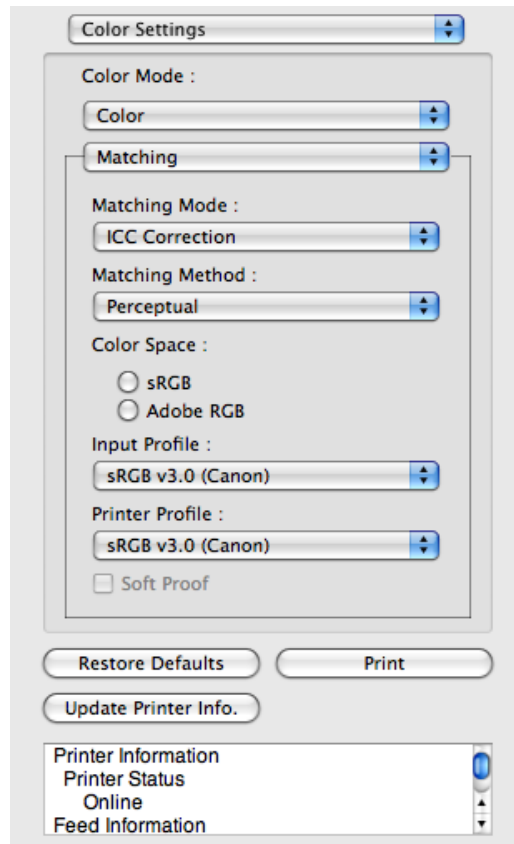 Color Settings
Color Mode :
Color
Matching
Matching Mode :
ICC Correction
Matching Method :
Perceptual
Color Space :
sRGB
Adobe RGB
Input Profile :
sRGB v3.0 (Canon)
Printer Profile :
sRGB v3.0 (Canon)
Soft Proof
Restore Defaults Print
Update Printer Info.
Printer Information
Printer Status
Online
Feed Information